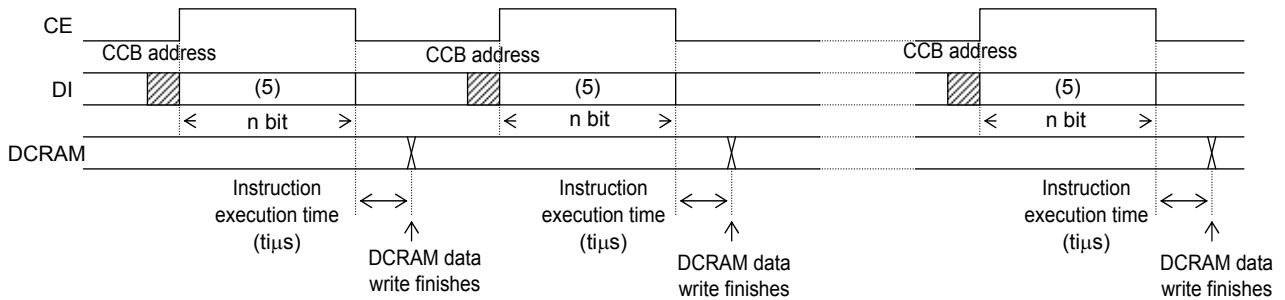 CE
CCB address
CCB address
CCB address
DI
(5)
(5)
(5)
n bit
n bit
n bit
DCRAM
Instruction
execution time
(tiμs)
Instruction
execution time
(tiμs)
Instruction
execution time
(tiμs)
DCRAM data
write finishes
DCRAM data
write finishes
DCRAM data
write finishes